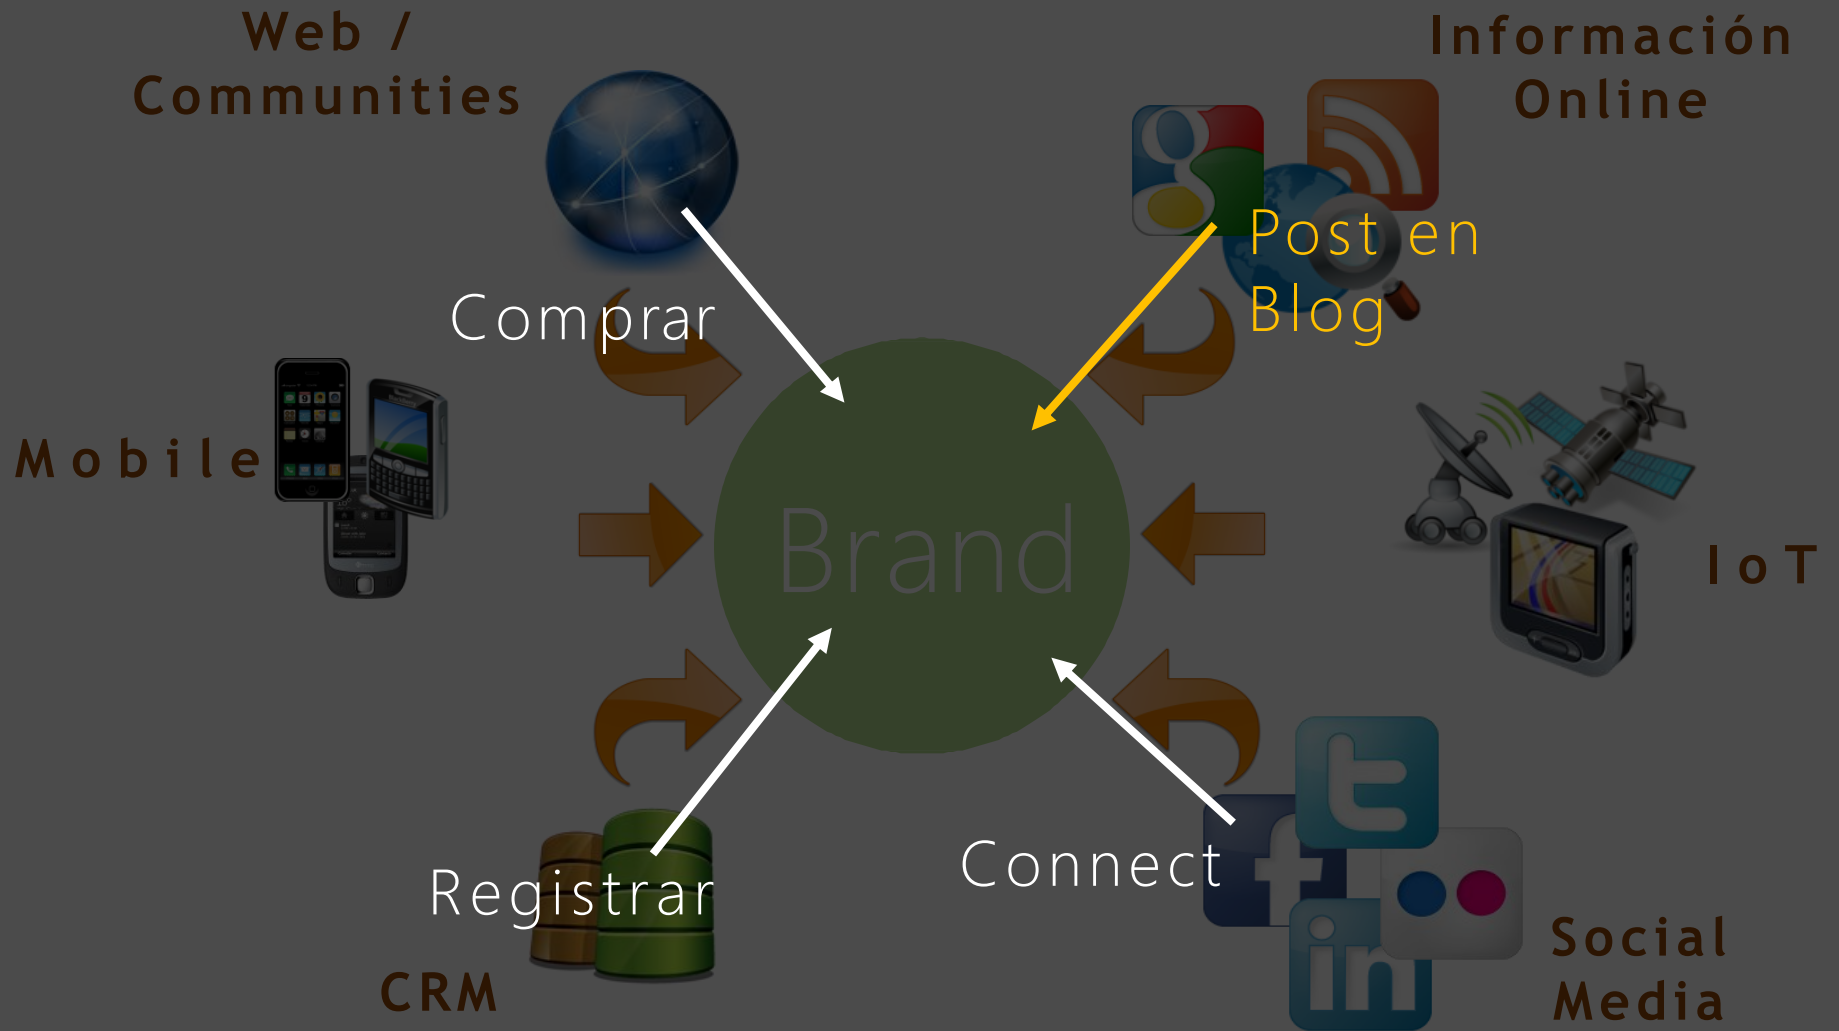 Web /
Communities
Información
Online
Post en
Blog
Comprar
Mobile
Brand
IoT
Connect
Registrar
CRM
Social
Media